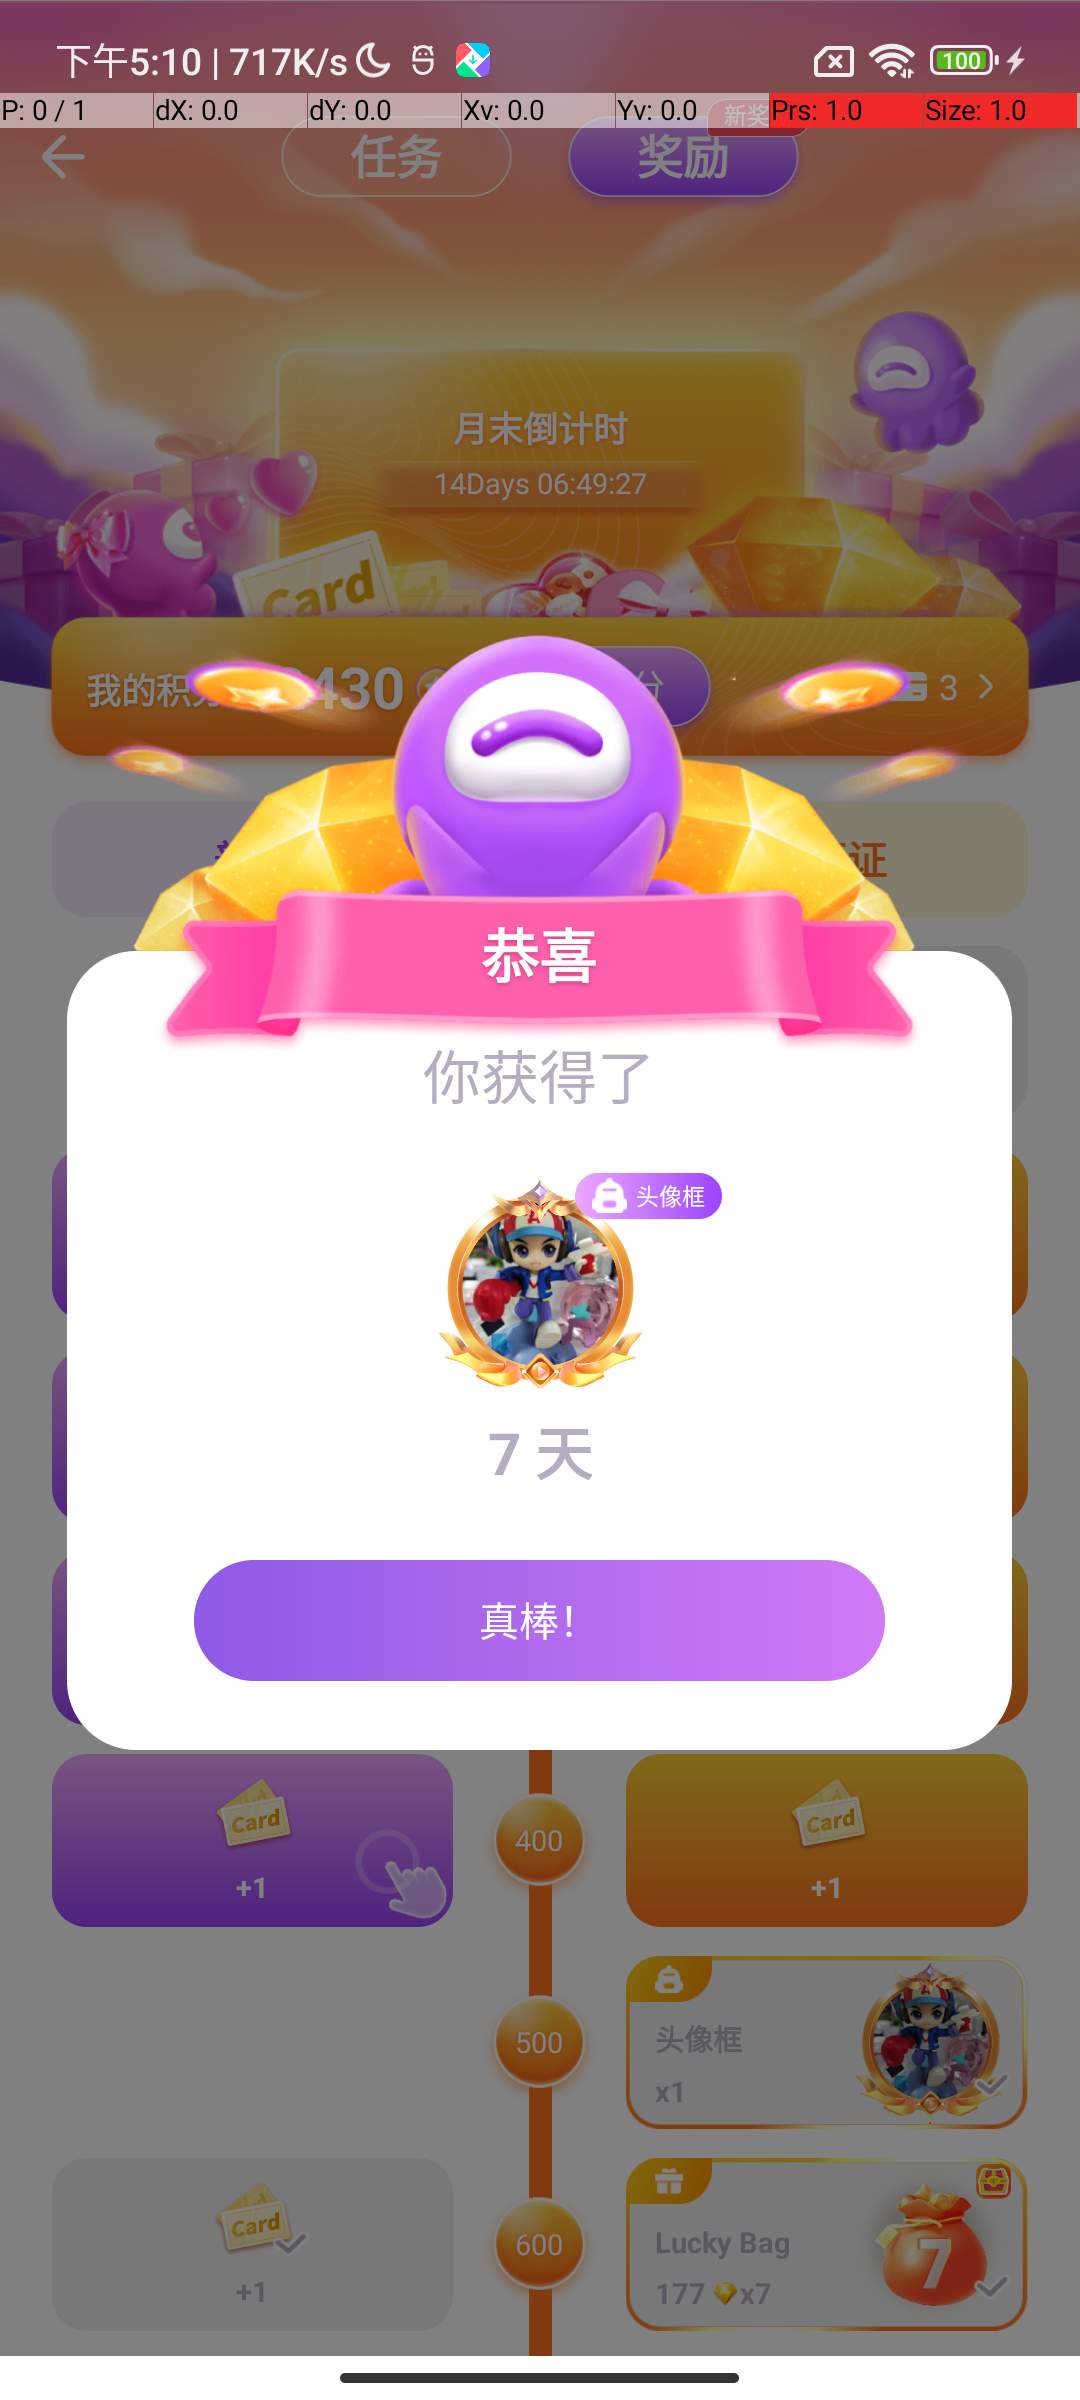 下午5:10 | 717K/s
100
P: 0 / 1
dX: 0.0
dY: 0.0
Xv: 0.0
Yv: 0.0
Prs: 1.0
Size: 1.0
新奖
任务
奖励
月末倒计时
14Days 06:49:27
Card
我的积
430
分
3
证
恭喜
你获得了
头像框
7 天
真棒!
Card
+1
400
Card
+1
500
头像框
x1
Card
+1
600
Lucky Bag
177 x7
7